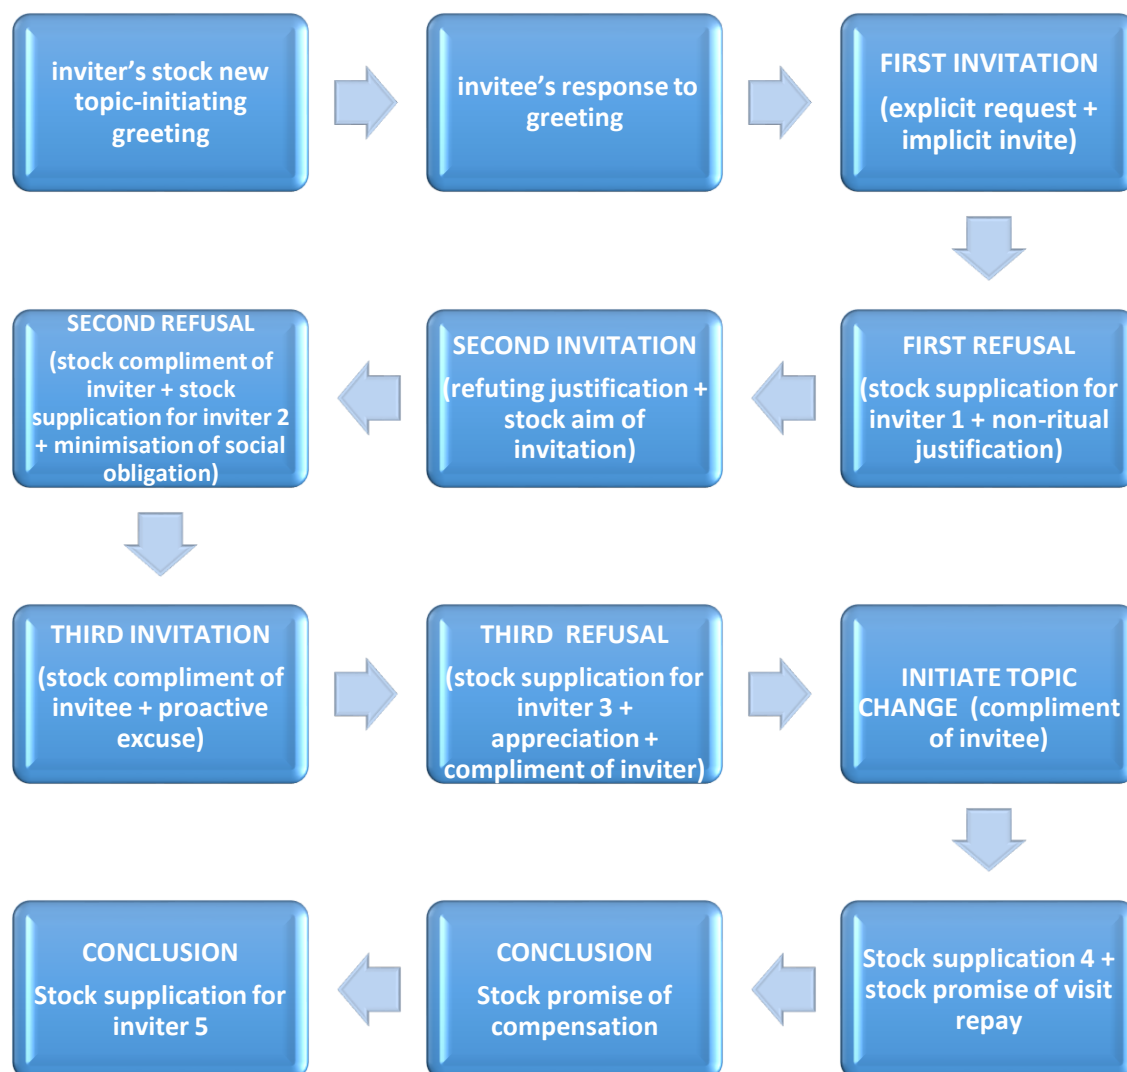 inviter's stock new
topic-initiating
greeting
invitee's response to
greeting
FIRST INVITATION
(explicit request +
implicit invite)
FIRST REFUSAL
(stock supplication for
inviter 1 + non-ritual
justification)
SECOND INVITATION
(refuting justification +
stock aim of
invitation)
SECOND REFUSAL
(stock compliment of
inviter + stock
supplication for inviter 2
+ minimisation of social
obligation)
THIRD INVITATION
(stock compliment of
invitee + proactive
excuse)
THIRD REFUSAL
(stock supplication for
inviter 3 +
appreciation +
compliment of inviter)
INITIATE TOPIC
CHANGE (compliment
of invitee)
Stock supplication 4 +
stock promise of visit
repay
CONCLUSION
Stock promise of
compensation
CONCLUSION
Stock supplication for
inviter 5